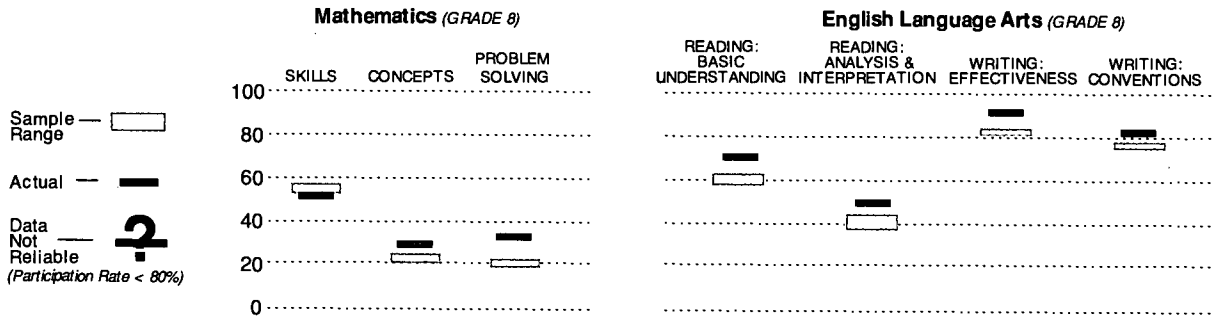 Mathematics (GRADE 8)
SKILLS
CONCEPTS
PROBLEM
SOLVING
100
80
60
40
20
0
Sample
Range
Actual
Data
Not
Reliable
?
(Participation Rate < 80%)
English Language Arts (GRADE 8)
READING:
BASIC
UNDERSTANDING
READING:
ANALYSIS &
INTERPRETATION
WRITING:
EFFECTIVENESS
WRITING:
CONVENTIONS